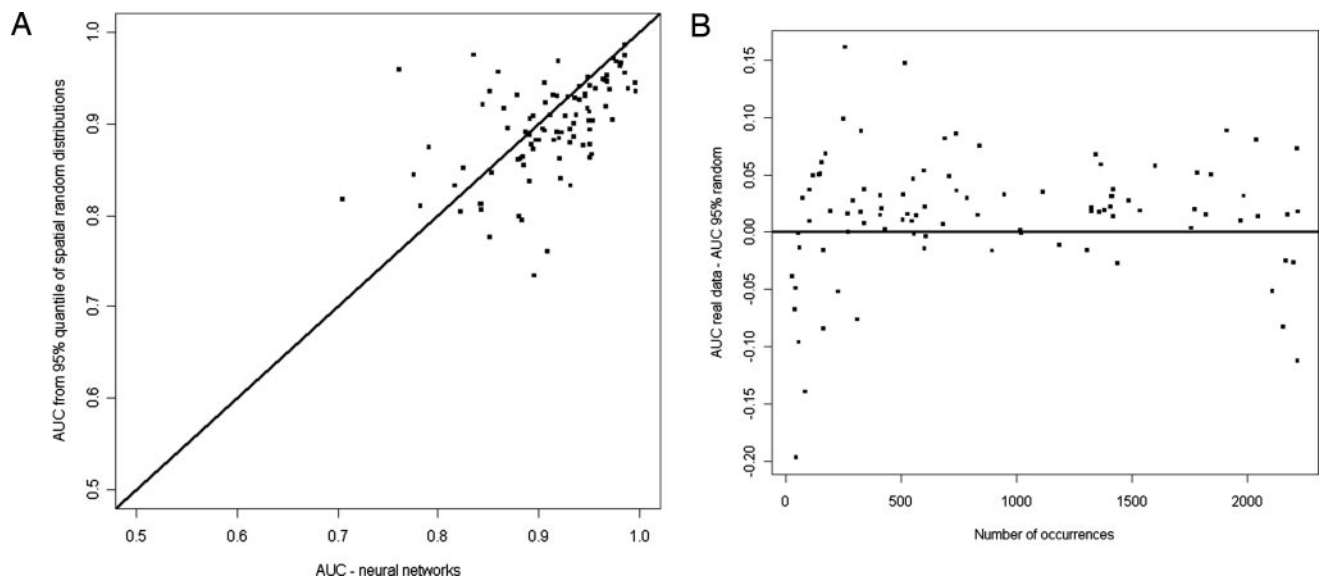 A
AUC from 95% quantile of spatial random distributions
1.0
0.9
0.8
0.7
0.6
0.5
0.5 0.6 0.7 0.8 0.9 1.0
AUC - neural networks
B
AUC real data - AUC 95% random
0.15
0.10
0.05
0.00
-0.05
-0.10
-0.15
-0.20
0 500 1000 1500 2000
Number of occurrences